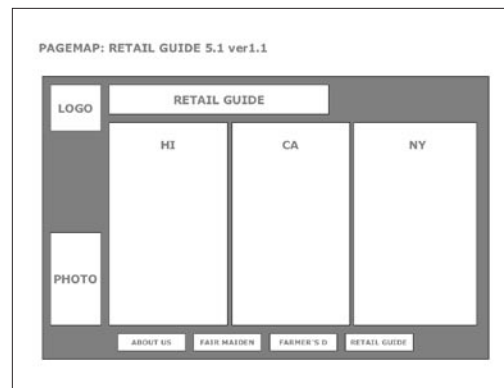 PAGEMAP: RETAIL GUIDE 5.1 ver1.1
LOGO
RETAIL GUIDE
HI CA NY
PHOTO
ABOUT US FAIR MAIDEN FARMER'S D RETAIL GUIDE